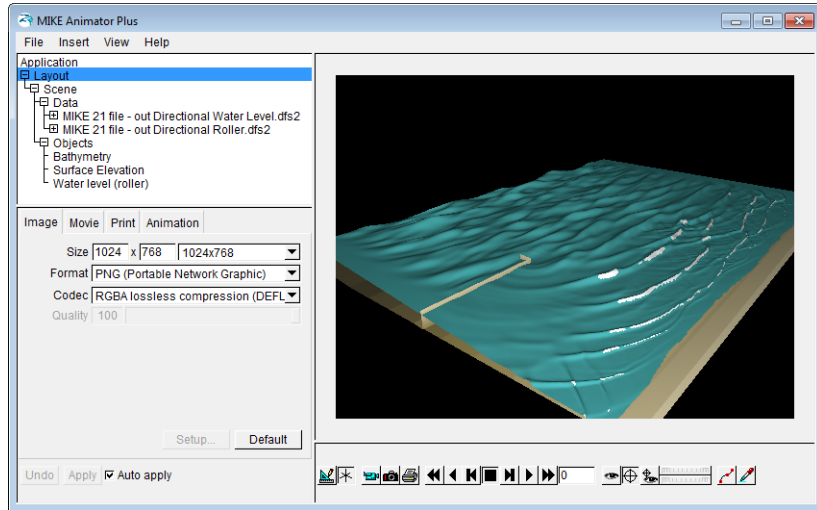 MIKE Animator Plus
File Insert View Help
Application
Layout
Scene
Data
MIKE 21 file - out Directional Water Level.dfs2
MIKE 21 file - out Directional Roller.dfs2
Objects
Bathymetry
Surface Elevation
Water level (roller)
Image Movie Print Animation
Size 1024 x 768 1024x768
Format PNG (Portable Network Graphic)
Codec RGBA lossless compression (DEFL
Quality 100
Setup... Default
Undo Apply Auto apply
0